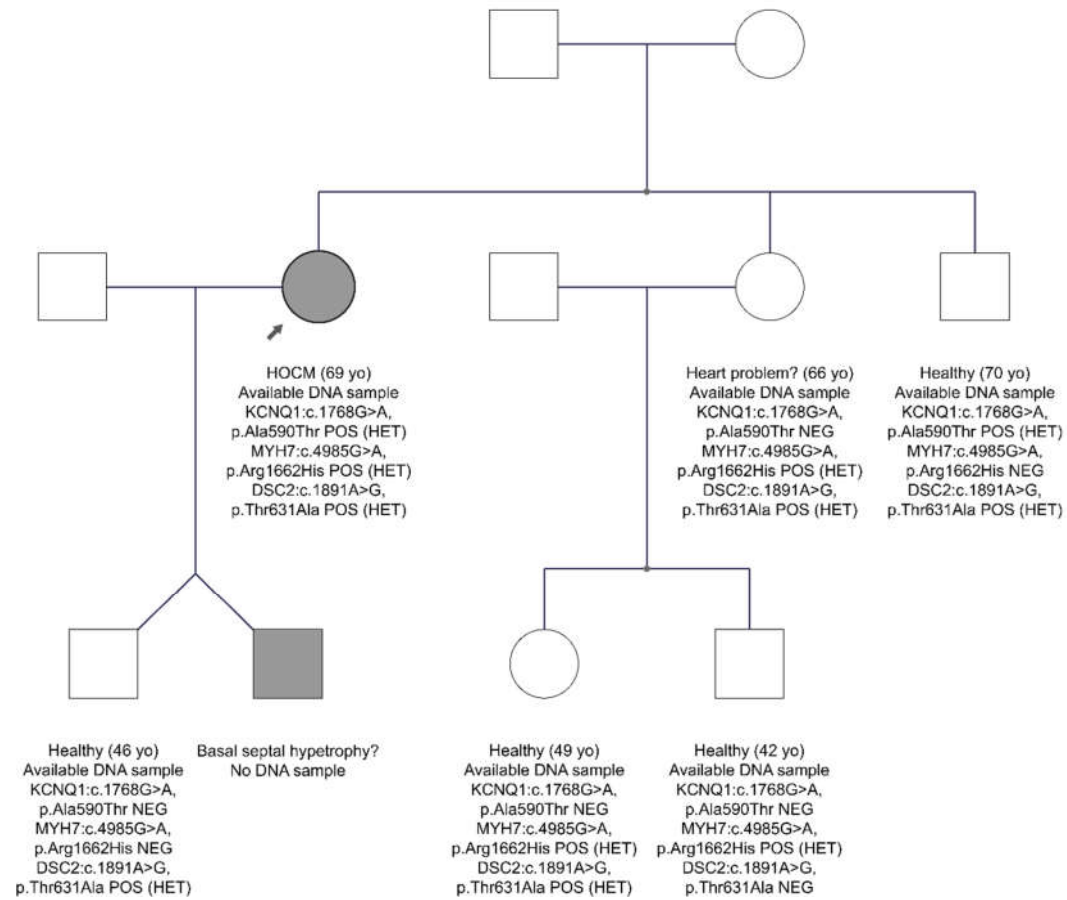 HOCM (69 yo)
Available DNA sample
KCNQ1:c.1768G>A,
p.Ala590Thr POS (HET)
MYH7:c.4985G>A,
p.Arg1662His POS (HET)
DSC2:c.1891A>G,
p.Thr631Ala POS (HET)
Heart problem? (66 yo)
Available DNA sample
KCNQ1:c.1768G>A,
p.Ala590Thr NEG
MYH7:c.4985G>A,
p.Arg1662His POS (HET)
DSC2:c.1891A>G,
p.Thr631Ala POS (HET)
Healthy (70 yo)
Available DNA sample
KCNQ1:c.1768G>A,
p.Ala590Thr POS (HET)
MYH7:c.4985G>A,
p.Arg1662His NEG
DSC2:c.1891A>G,
p.Thr631Ala POS (HET)
Healthy (46 yo)
Available DNA sample
KCNQ1:c.1768G>A,
p.Ala590Thr NEG
MYH7:c.4985G>A,
p.Arg1662His NEG
DSC2:c.1891A>G,
p.Thr631Ala POS (HET)
Basal septal hypetrophy?
No DNA sample
Healthy (49 yo)
Available DNA sample
KCNQ1:c.1768G>A,
p.Ala590Thr NEG
MYH7:c.4985G>A,
p.Arg1662His POS (HET)
DSC2:c.1891A>G,
p.Thr631Ala POS (HET)
Healthy (42 yo)
Available DNA sample
KCNQ1:c.1768G>A,
p.Ala590Thr NEG
MYH7:c.4985G>A,
p.Arg1662His POS (HET)
DSC2:c.1891A>G,
p.Thr631Ala NEG